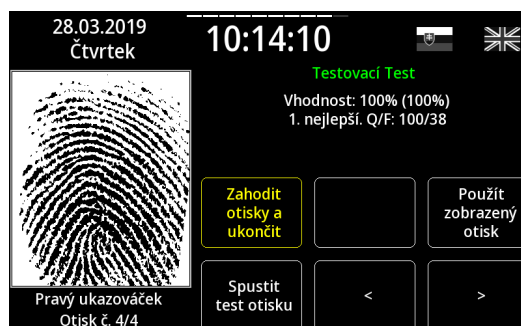 28.03.2019
Čtvrtek
10:14:10
Testovací Test
Vhodnost: 100% (100%)
1. nejlepší. Q/F: 100/38
Zahodit
otisky a
ukončit
Použít
zobrazený
otisk
Pravý ukazováček
Otisk č. 4/4
Spustit
test otisku
<
>